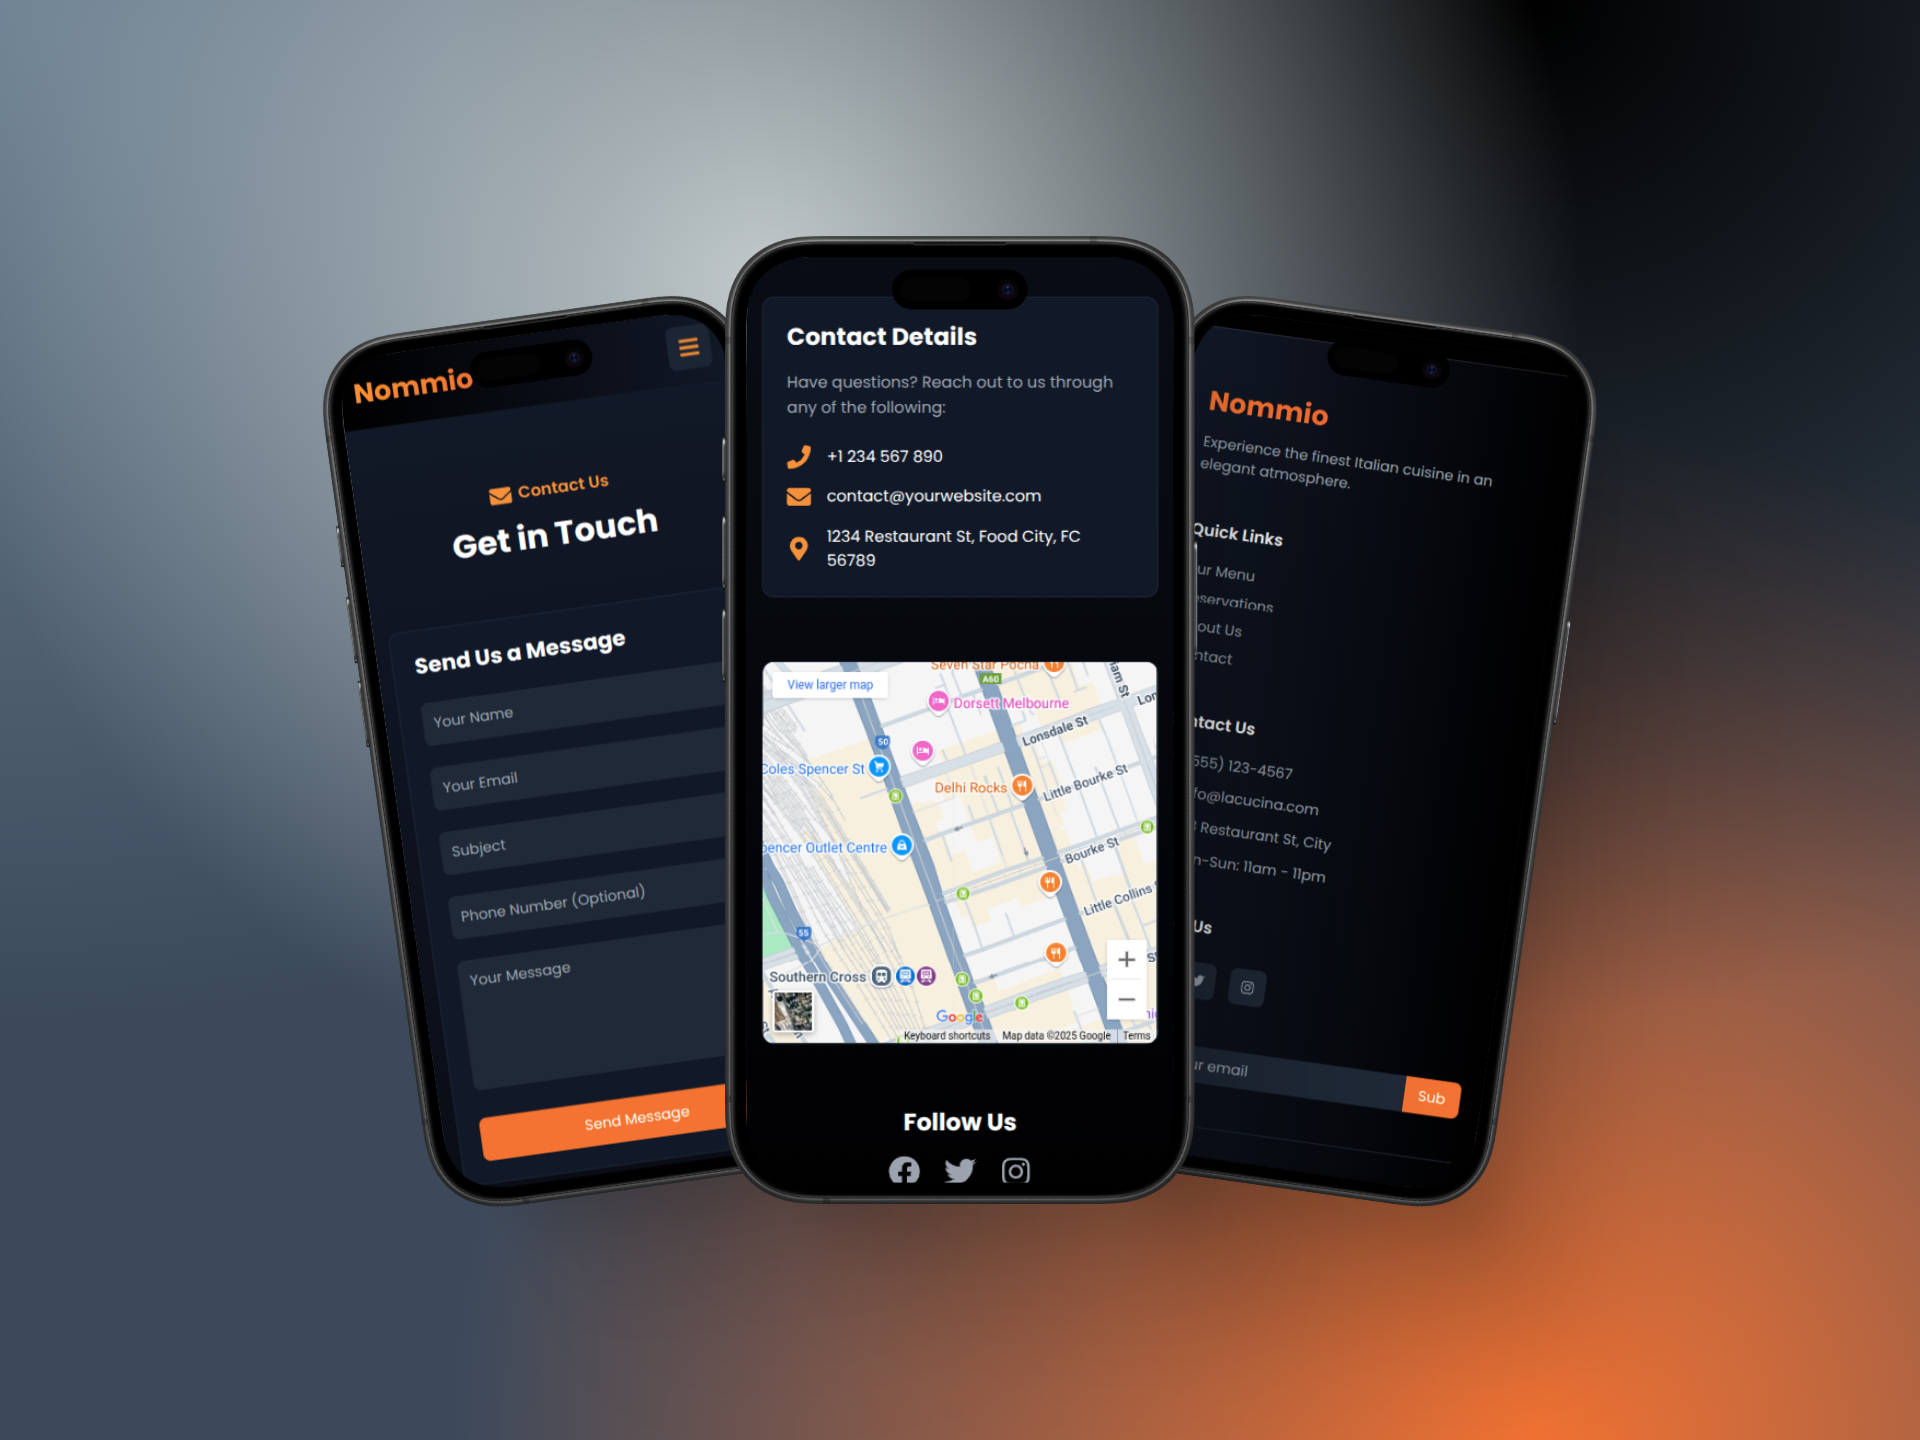 Nommio
Contact Us
Get in Touch
Send Us a Message
Your Name
Your Email
Subject
Phone Number (Optional)
Your Message
Send Message
Contact Details
Have questions? Reach out to us through
any of the following:
+1 234 567 890
contact@yourwebsite.com
1234 Restaurant St, Food City, FC
56789
View larger map
Seven Star Pocha
A60
Dorsett Melbourne
Lonsdale St
50
Coles Spencer St
Delhi Rocks
Little Bourke St
pencer Outlet Centre
Bourke St
Little Collins
55
Southern Cross
Google
Keyboard shortcuts
Map data ©2025 Google
Terms
Follow Us
Nommio
Experience the finest Italian cuisine in an
elegant atmosphere.
Quick Links
ur Menu
servations
out Us
ntact
ntact Us
555) 123-4567
fo@lacucina.com
3 Restaurant St, City
n-Sun: 11am - 11pm
Us
ur email
Sub